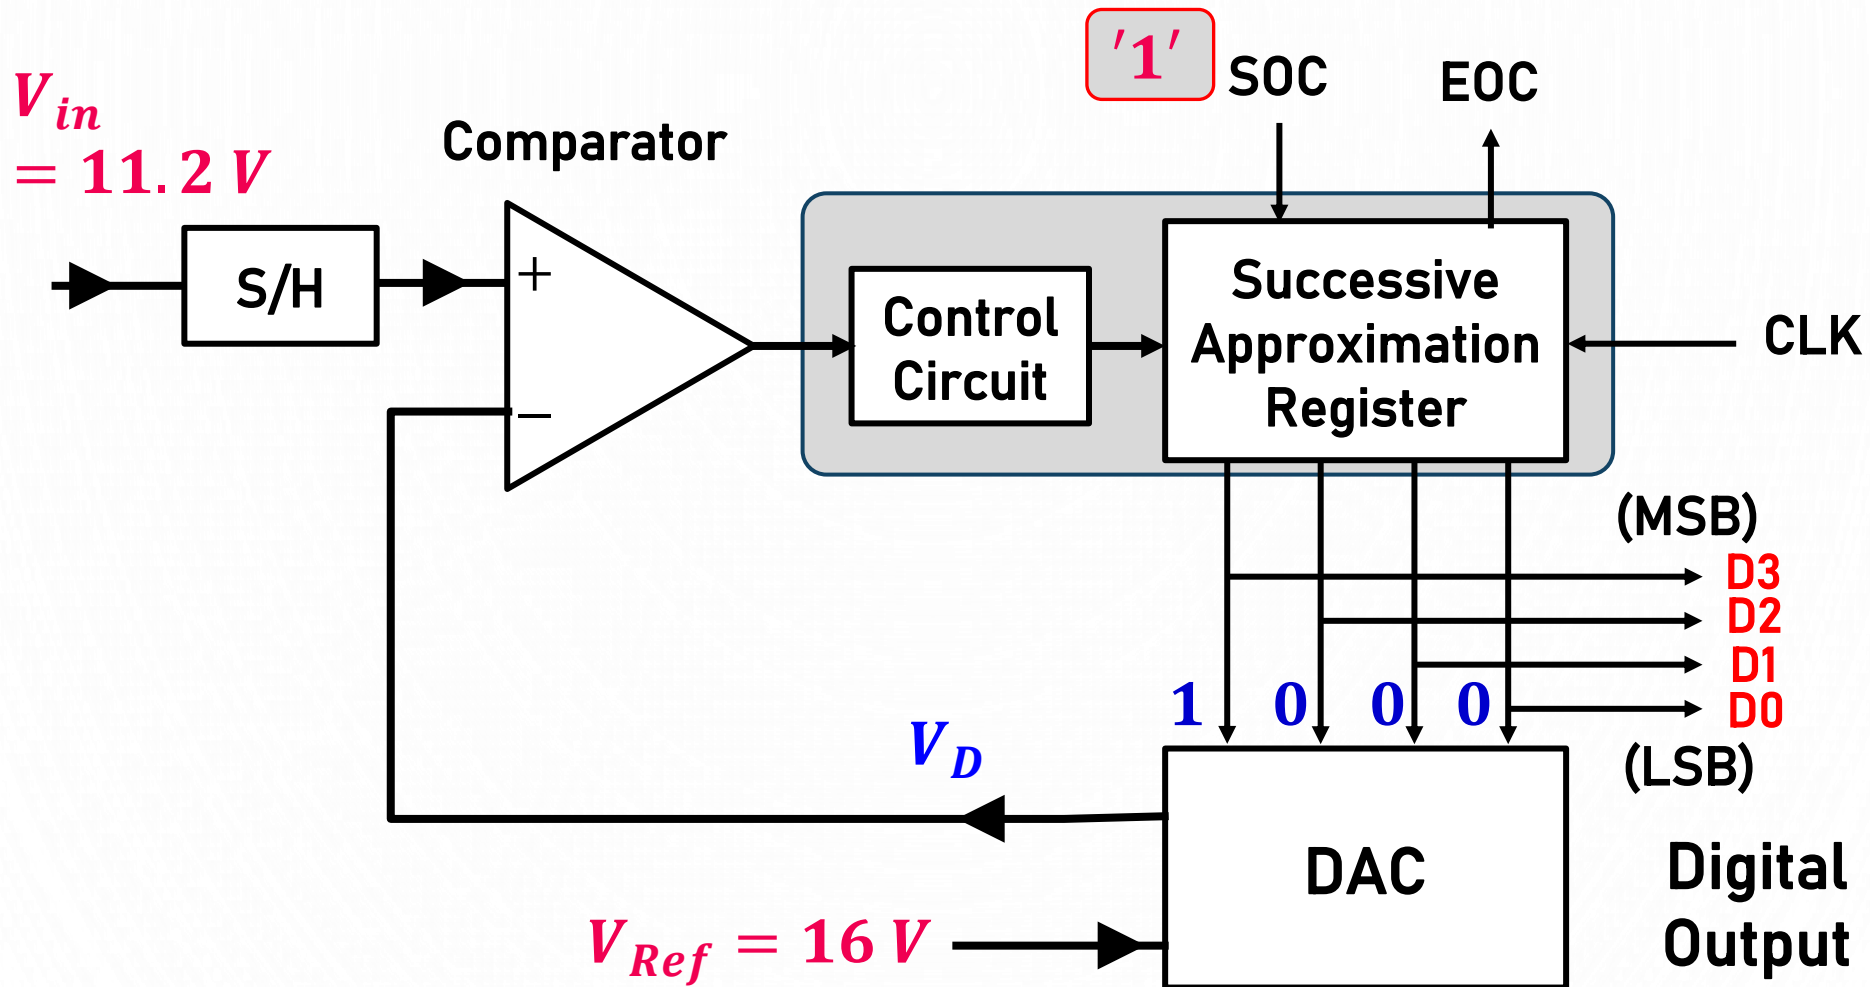 '1'
SOC
EOC
V_in
= 11.2 V
Comparator
S/H
+
−
Control
Circuit
Successive
Approximation
Register
CLK
(MSB)
D3
D2
D1
D0
(LSB)
1 0 0 0
V_D
DAC
Digital
Output
V_Ref = 16 V